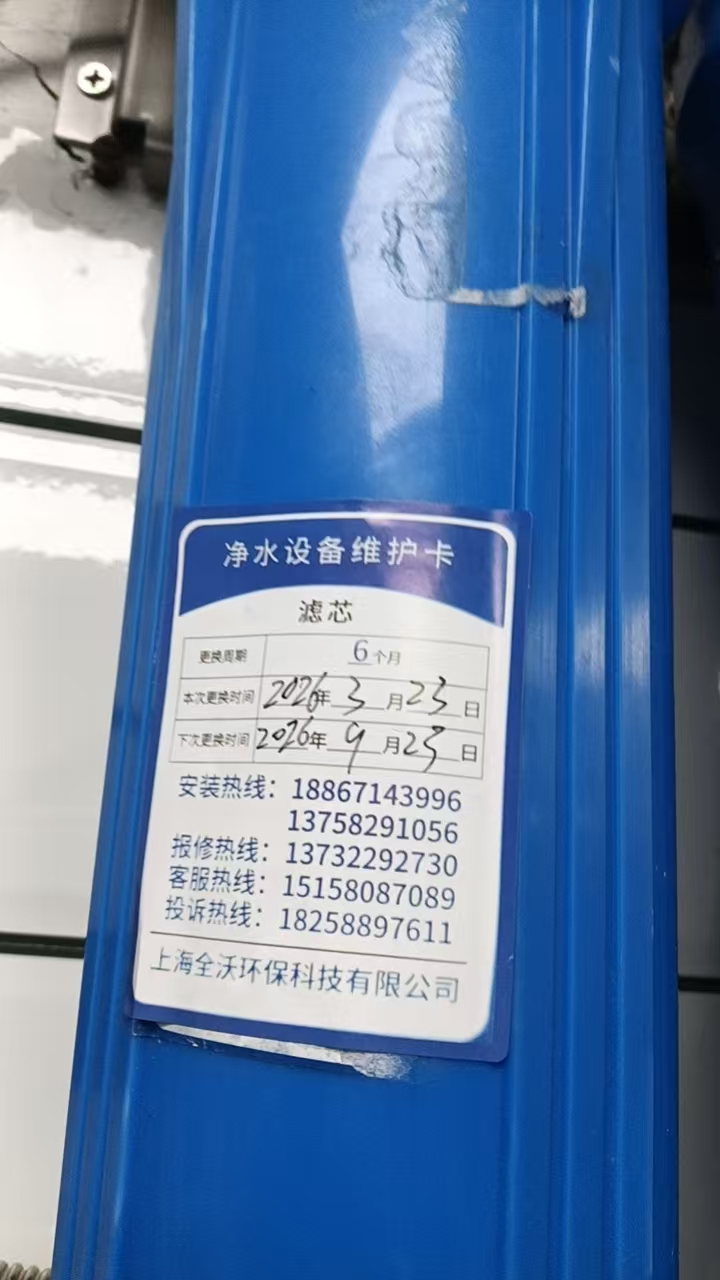 净水设备维护卡
滤芯
更换周期 6个月
本次更换时间 2026年3月23日
下次更换时间 2026年9月23日
安装热线：18867143996
13758291056
报修热线：13732292730
客服热线：15158087089
投诉热线：18258897611
上海全沃环保科技有限公司